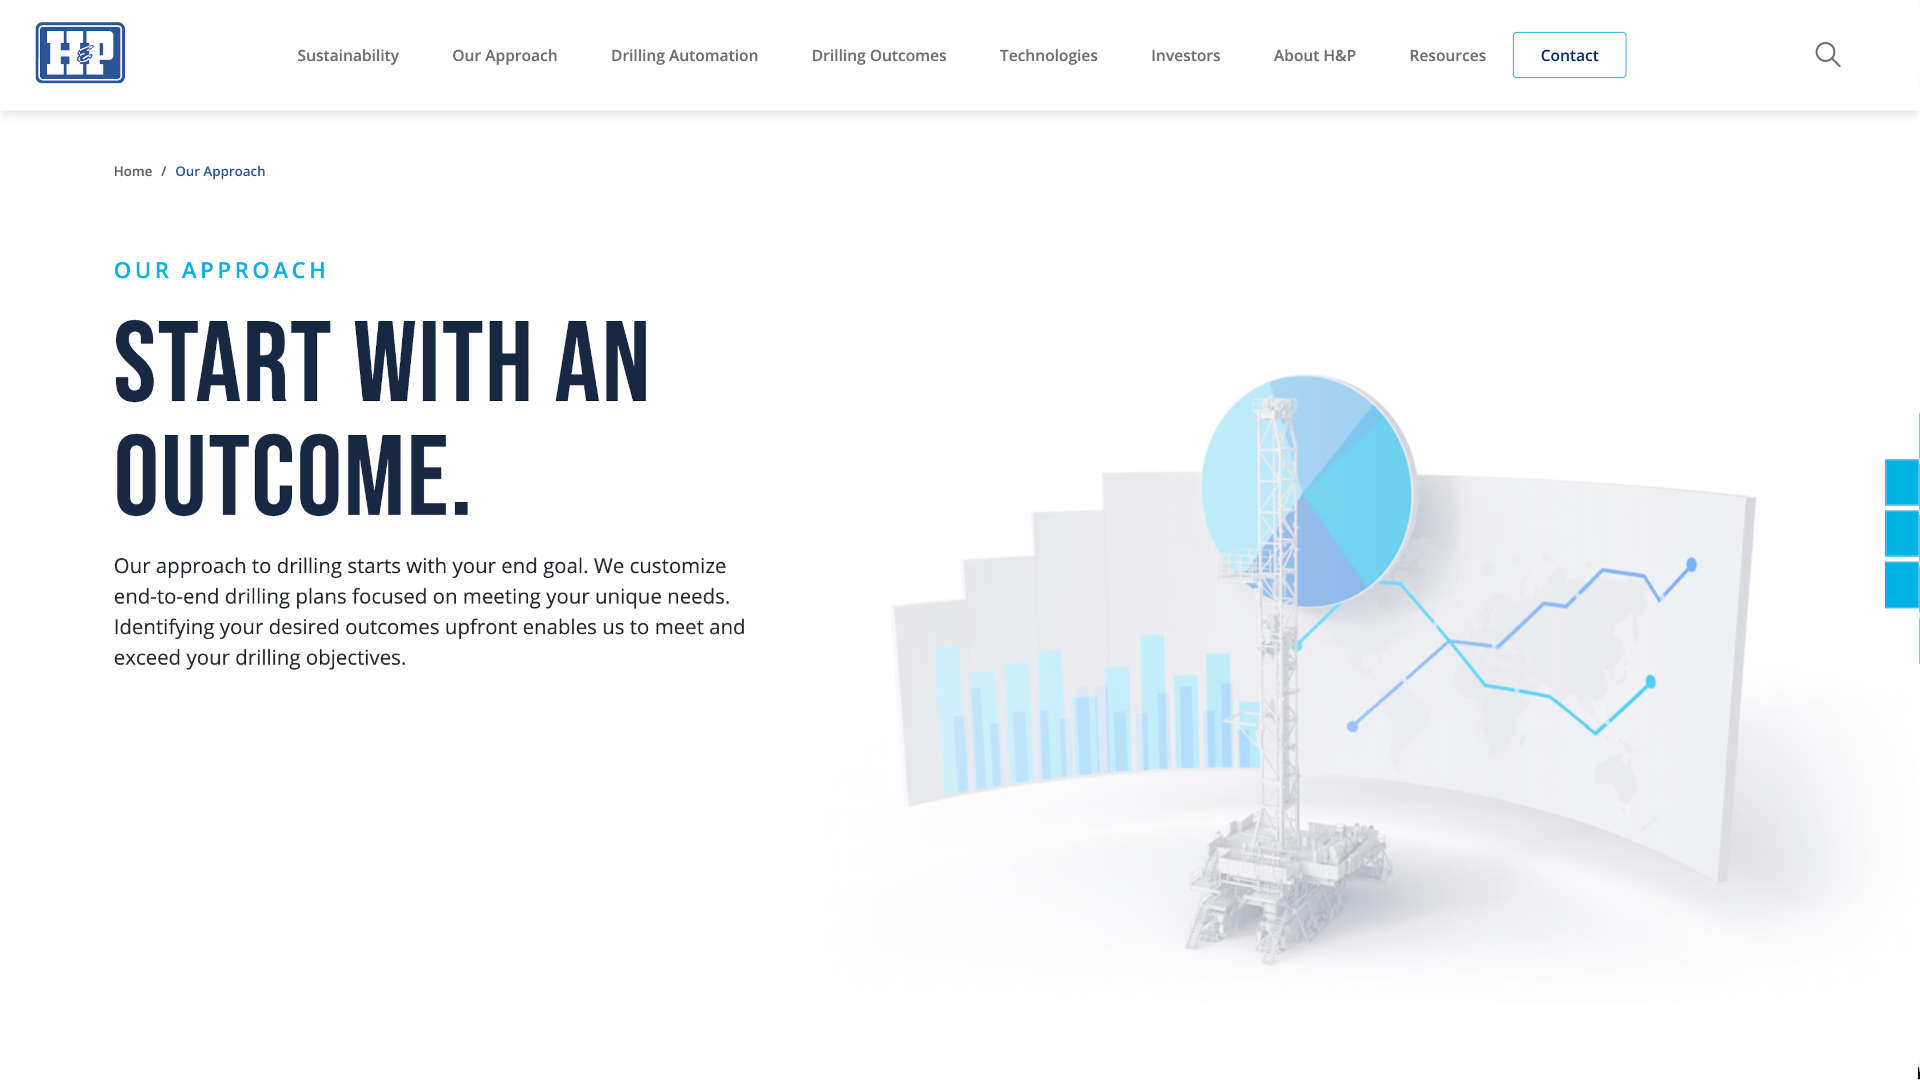 H&P
Sustainability
Our Approach
Drilling Automation
Drilling Outcomes
Technologies
Investors
About H&P
Resources
Contact
Home / Our Approach
OUR APPROACH
START WITH AN
OUTCOME.
Our approach to drilling starts with your end goal. We customize
end-to-end drilling plans focused on meeting your unique needs.
Identifying your desired outcomes upfront enables us to meet and
exceed your drilling objectives.